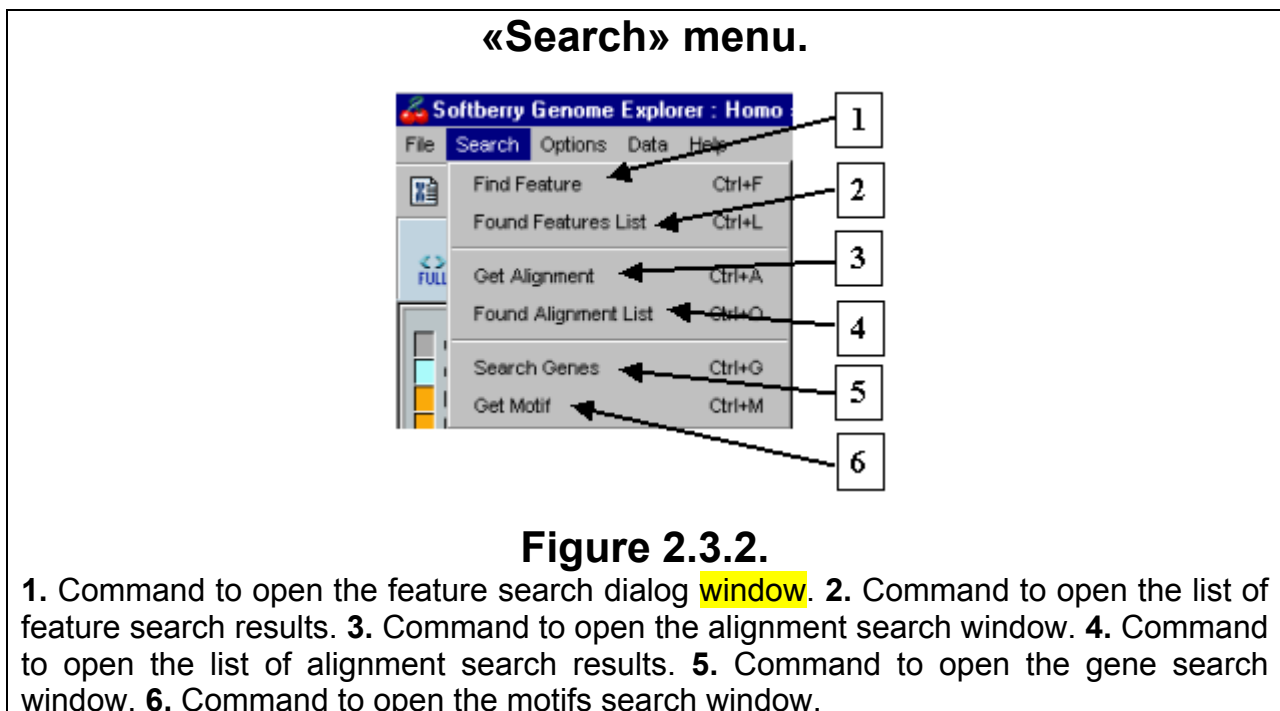 «Search» menu.
Softberry Genome Explorer : Homo
File Search Options Data Help
Find Feature Ctrl+F
1
Found Features List Ctrl+L
2
FULL
Get Alignment Ctrl+A
3
Found Alignment List Ctrl+O
4
Search Genes Ctrl+G
5
Get Motif Ctrl+M
6
Figure 2.3.2.
1. Command to open the feature search dialog window. 2. Command to open the list of
feature search results. 3. Command to open the alignment search window. 4. Command
to open the list of alignment search results. 5. Command to open the gene search
window. 6. Command to open the motifs search window.